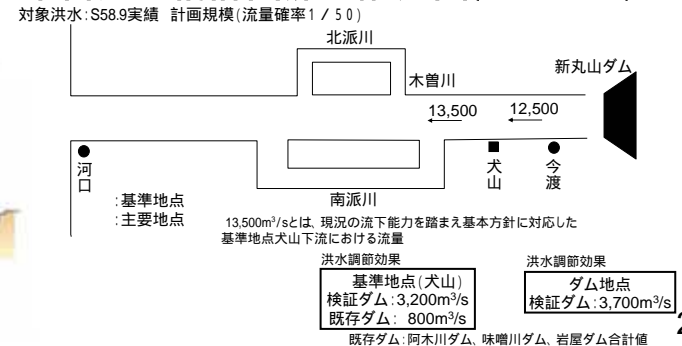 対象洪水:S58.9実績 計画規模(流量確率1/50)
北派川
木曽川
新丸山ダム
13,500
12,500
河口
犬山
今渡
:基準地点
:主要地点
南派川
13,500m³/sとは、現況の流下能力を踏まえ基本方針に対応した
基準地点犬山下流における流量
洪水調節効果
基準地点(犬山)
検証ダム:3,200m³/s
既存ダム: 800m³/s
洪水調節効果
ダム地点
検証ダム:3,700m³/s
既存ダム:阿木川ダム、味噌川ダム、岩屋ダム合計値